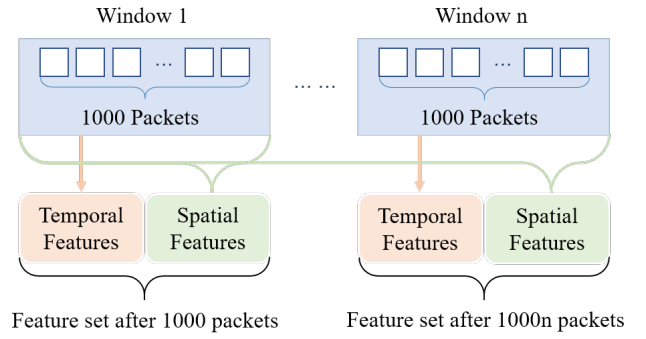 Window 1
Window n
...
...
... ...
1000 Packets
1000 Packets
Temporal
Features
Spatial
Features
Temporal
Features
Spatial
Features
Feature set after 1000 packets
Feature set after 1000n packets